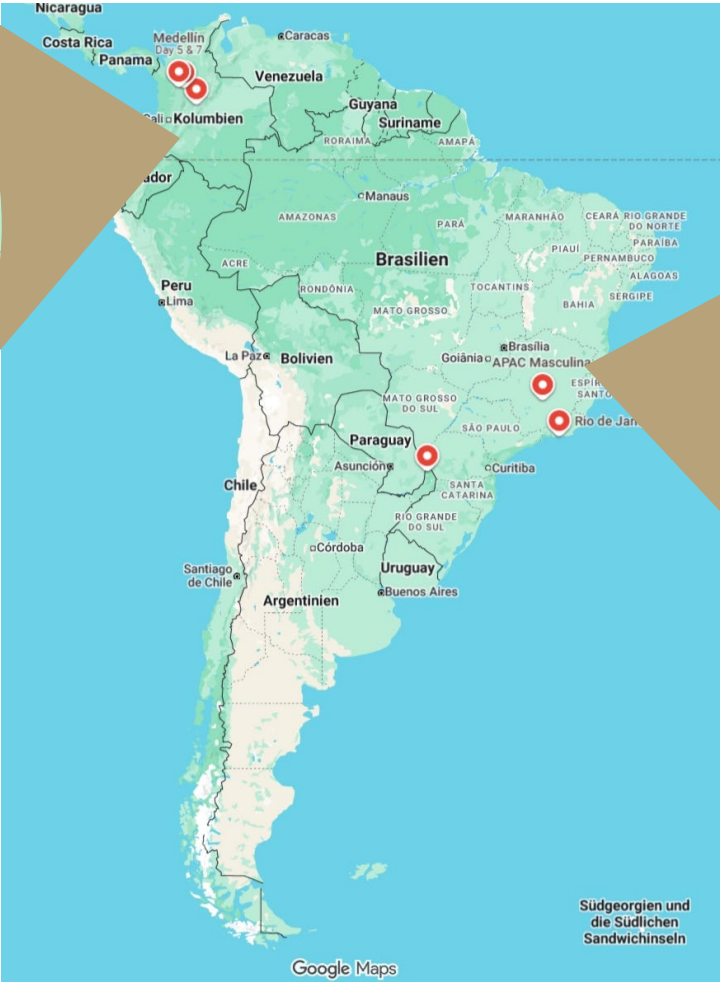 Nicaragua
Costa Rica
Panama
Medellín
Day 5 & 7
Caracas
Venezuela
Guyana
Suriname
Kolumbien
RORAIMA
AMAPÁ
Manaus
AMAZONAS
PARÁ
MARANHÃO
CEARÁ
RIO GRANDE
DO NORTE
PARAÍBA
PIAUÍ
PERNAMBUCO
ALAGOAS
SERGIPE
ACRE
Brasilien
Peru
Lima
RONDÔNIA
TOCANTINS
MATO GROSSO
BAHIA
La Paz
Bolivien
Brasília
Goiânia
APAC Masculina
MATO GROSSO
DO SUL
SANTO
SÃO PAULO
Rio de Jan
Paraguay
Asunción
Curitiba
SANTA
CATARINA
Chile
RIO GRANDE
DO SUL
Córdoba
Uruguay
Santiago
de Chile
Buenos Aires
Argentinien
Südgeorgien und
die Südlichen
Sandwichinseln
Google Maps